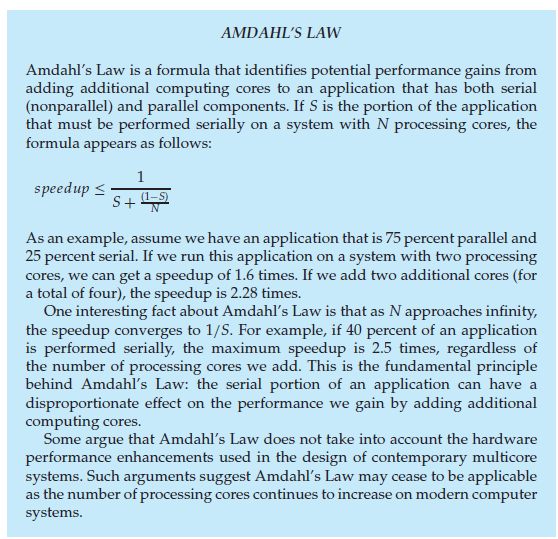 AMDAHL'S LAW
Amdahl's Law is a formula that identifies potential performance gains from
adding additional computing cores to an application that has both serial
(nonparallel) and parallel components. If S is the portion of the application
that must be performed serially on a system with N processing cores, the
formula appears as follows:
speedup ≤ 1 / (S + (1−S)/N)
As an example, assume we have an application that is 75 percent parallel and
25 percent serial. If we run this application on a system with two processing
cores, we can get a speedup of 1.6 times. If we add two additional cores (for
a total of four), the speedup is 2.28 times.
One interesting fact about Amdahl's Law is that as N approaches infinity,
the speedup converges to 1/S. For example, if 40 percent of an application
is performed serially, the maximum speedup is 2.5 times, regardless of
the number of processing cores we add. This is the fundamental principle
behind Amdahl's Law: the serial portion of an application can have a
disproportionate effect on the performance we gain by adding additional
computing cores.
Some argue that Amdahl's Law does not take into account the hardware
performance enhancements used in the design of contemporary multicore
systems. Such arguments suggest Amdahl's Law may cease to be applicable
as the number of processing cores continues to increase on modern computer
systems.